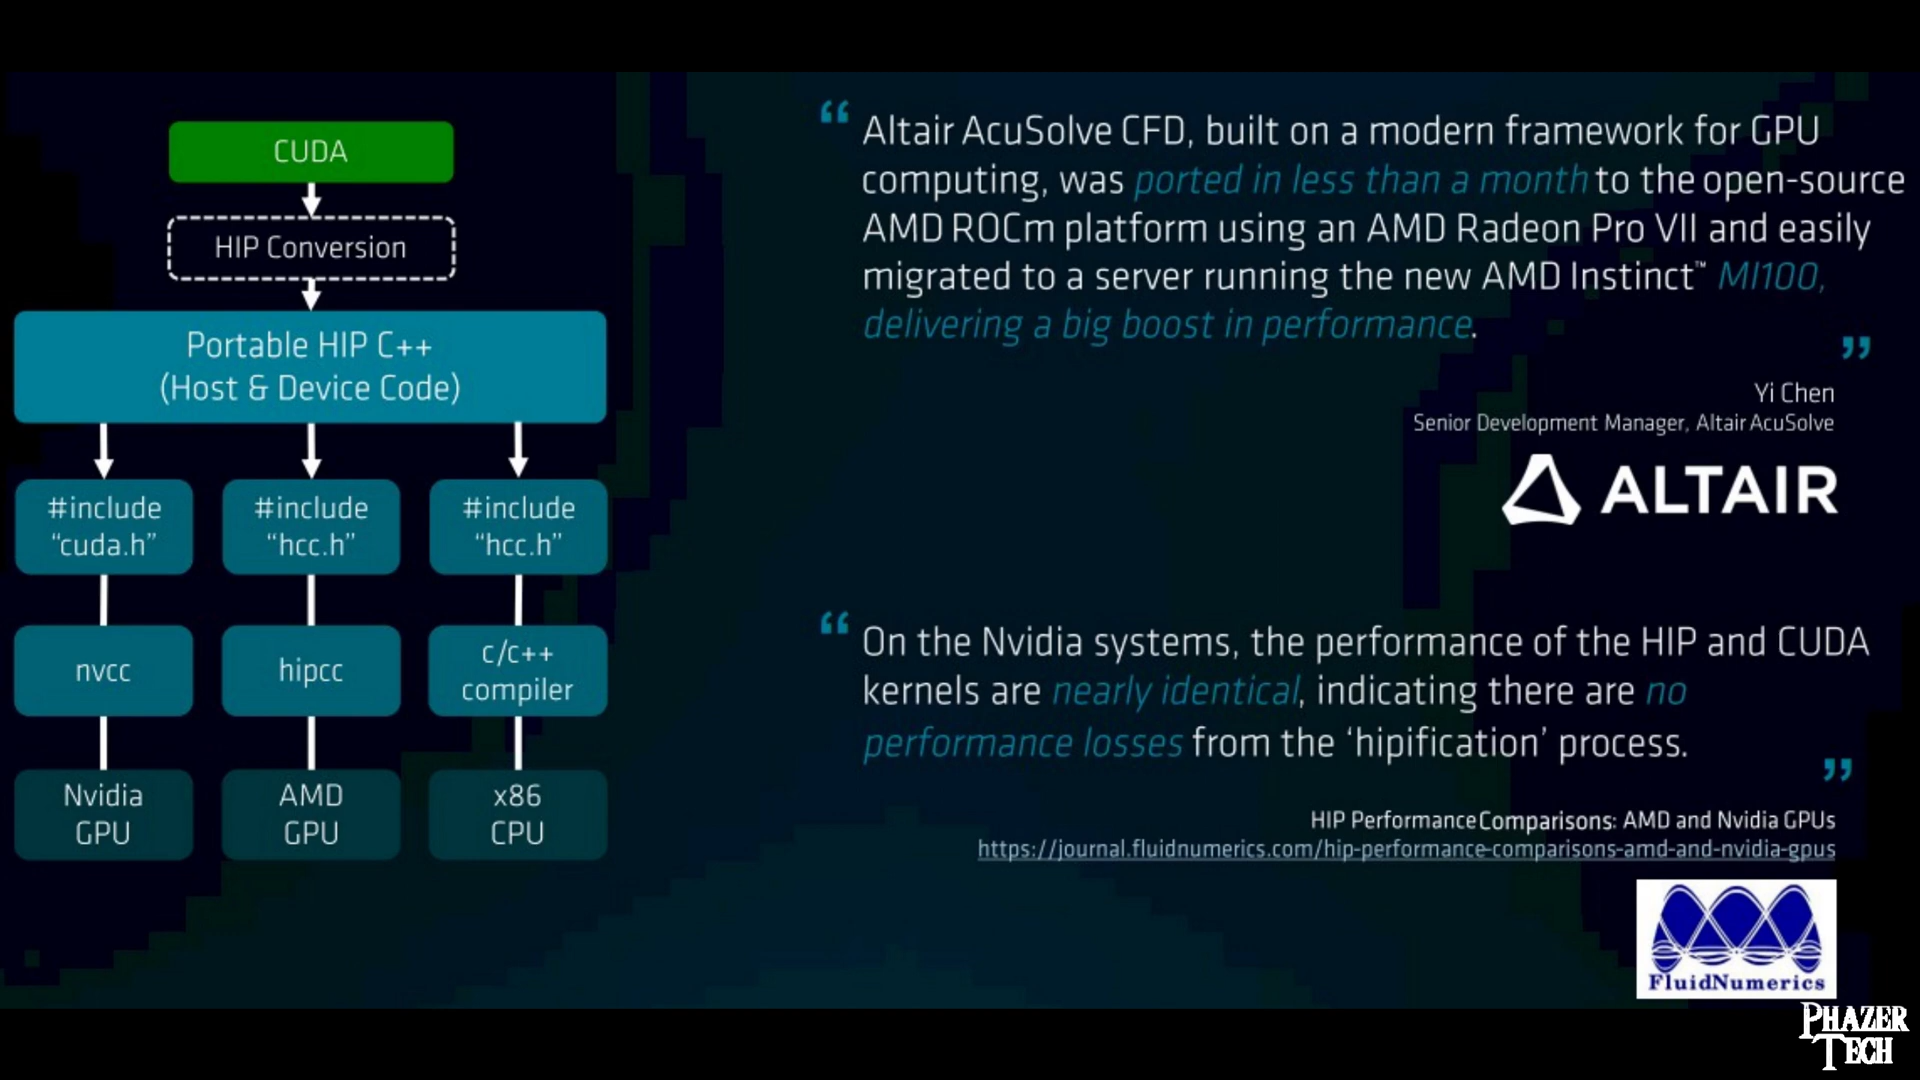 CUDA
HIP Conversion
Portable HIP C++
(Host & Device Code)
#include
“cuda.h”
#include
“hcc.h”
#include
“hcc.h”
nvcc
hipcc
c/c++
compiler
Nvidia
GPU
AMD
GPU
x86
CPU
“
Altair AcuSolve CFD, built on a modern framework for GPU
computing, was ported in less than a month to the open-source
AMD ROCm platform using an AMD Radeon Pro VII and easily
migrated to a server running the new AMD Instinct™ MI100,
delivering a big boost in performance.
”
Yi Chen
Senior Development Manager, Altair AcuSolve
ALTAIR
“
On the Nvidia systems, the performance of the HIP and CUDA
kernels are nearly identical, indicating there are no
performance losses from the ‘hipification’ process.
”
HIP Performance Comparisons: AMD and Nvidia GPUs
https://journal.fluidnumerics.com/hip-performance-comparisons-amd-and-nvidia-gpus
FluidNumerics
PHAZER
TECH